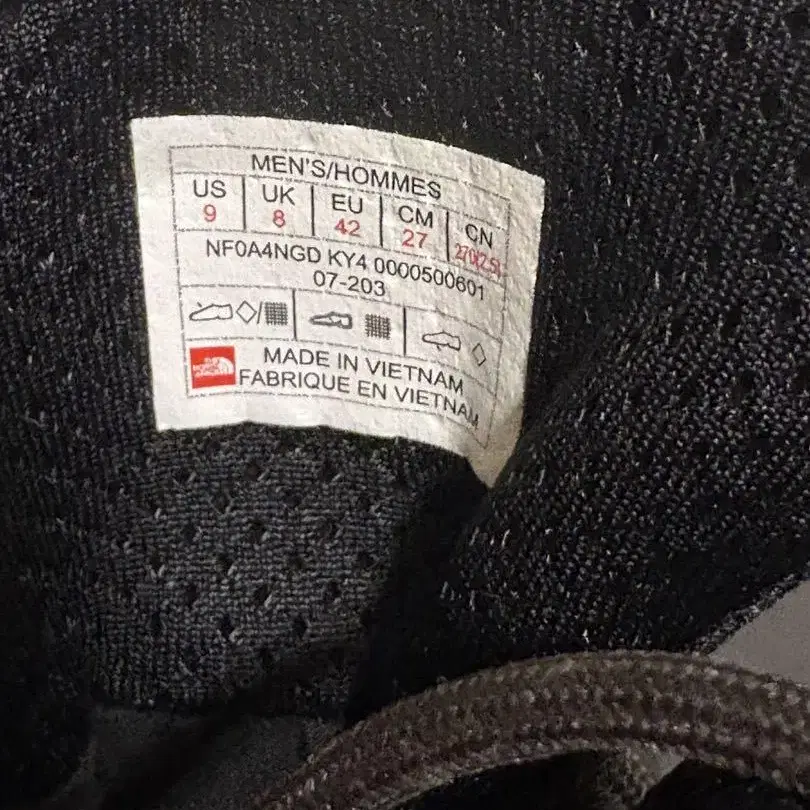 MEN'S/HOMMES
US UK EU CM CN
9 8 42 27 270(2.5)
NF0A4NGD KY4 0000500601
07-203
MADE IN VIETNAM
FABRIQUE EN VIETNAM